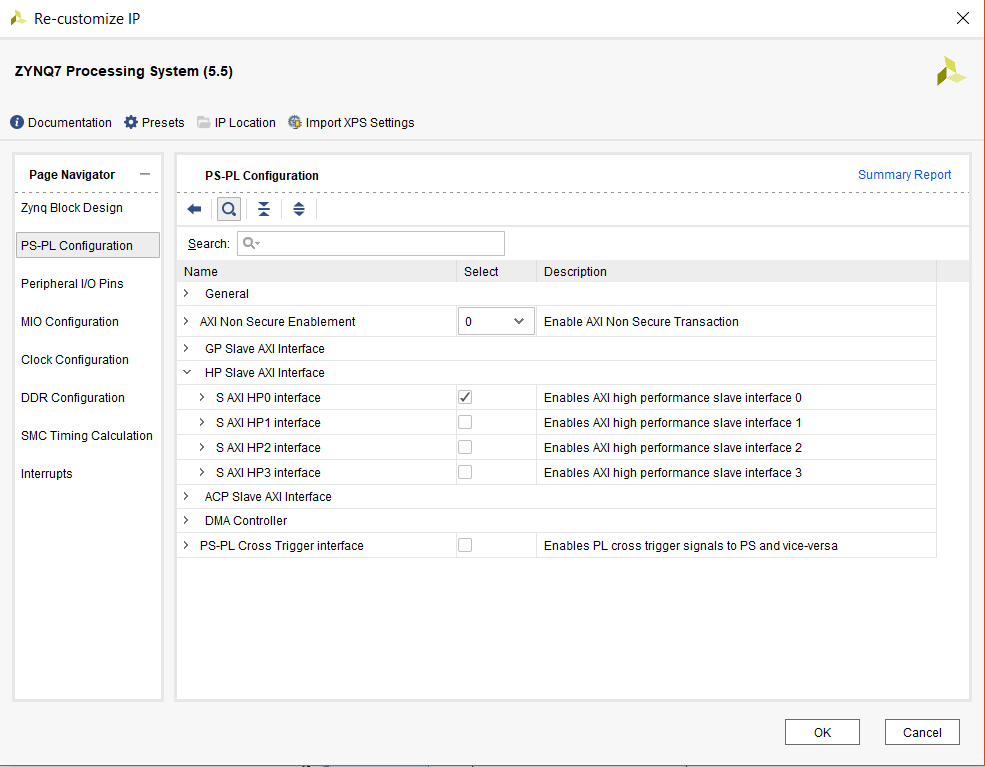 Re-customize IP
ZYNQ7 Processing System (5.5)
Documentation Presets IP Location Import XPS Settings
Page Navigator
Zynq Block Design
PS-PL Configuration
Peripheral I/O Pins
MIO Configuration
Clock Configuration
DDR Configuration
SMC Timing Calculation
Interrupts
PS-PL Configuration Summary Report
Search:
Name Select Description
General
AXI Non Secure Enablement 0 Enable AXI Non Secure Transaction
GP Slave AXI Interface
HP Slave AXI Interface
S AXI HP0 interface Enables AXI high performance slave interface 0
S AXI HP1 interface Enables AXI high performance slave interface 1
S AXI HP2 interface Enables AXI high performance slave interface 2
S AXI HP3 interface Enables AXI high performance slave interface 3
ACP Slave AXI Interface
DMA Controller
PS-PL Cross Trigger interface Enables PL cross trigger signals to PS and vice-versa
OK Cancel